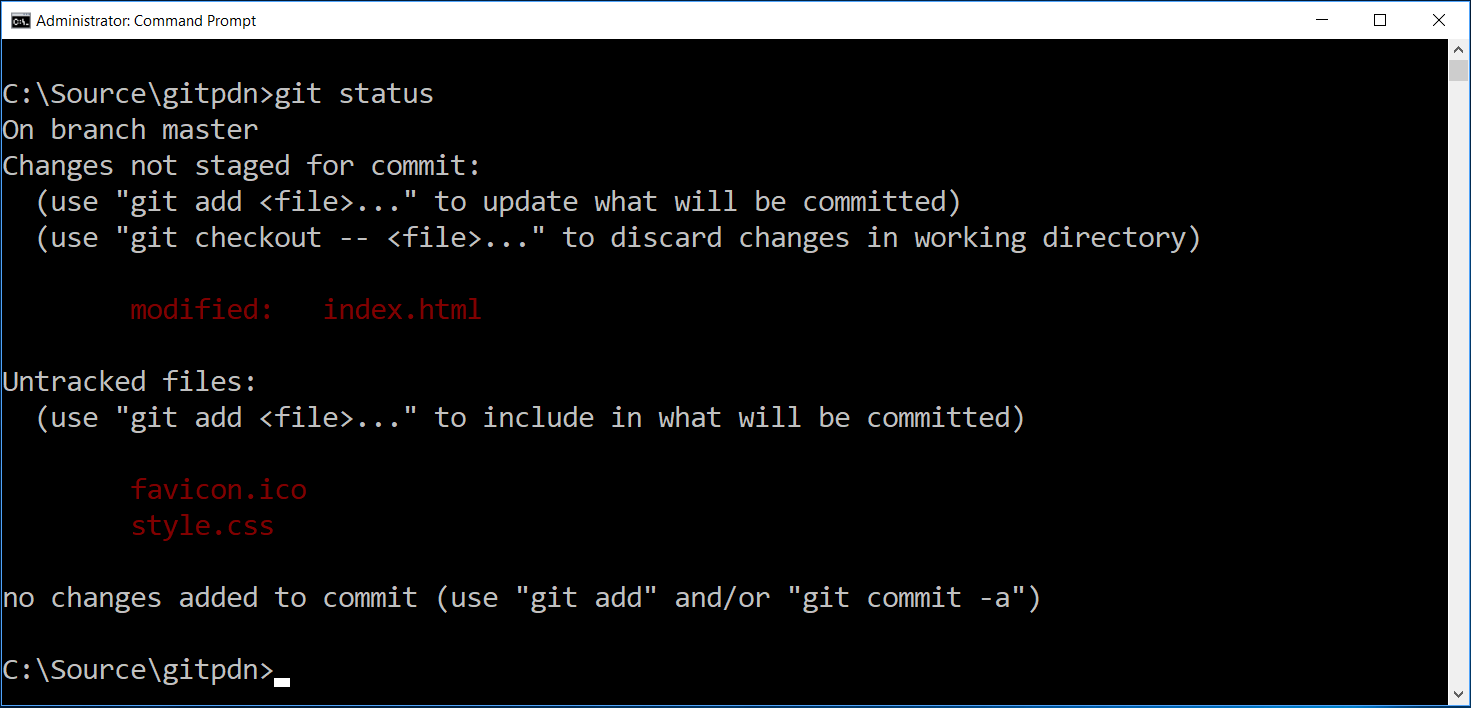 Administrator: Command Prompt
C:\Source\gitpdn>git status
On branch master
Changes not staged for commit:
  (use "git add <file>..." to update what will be committed)
  (use "git checkout -- <file>..." to discard changes in working directory)
        modified:   index.html
Untracked files:
  (use "git add <file>..." to include in what will be committed)
        favicon.ico
        style.css
no changes added to commit (use "git add" and/or "git commit -a")
C:\Source\gitpdn>